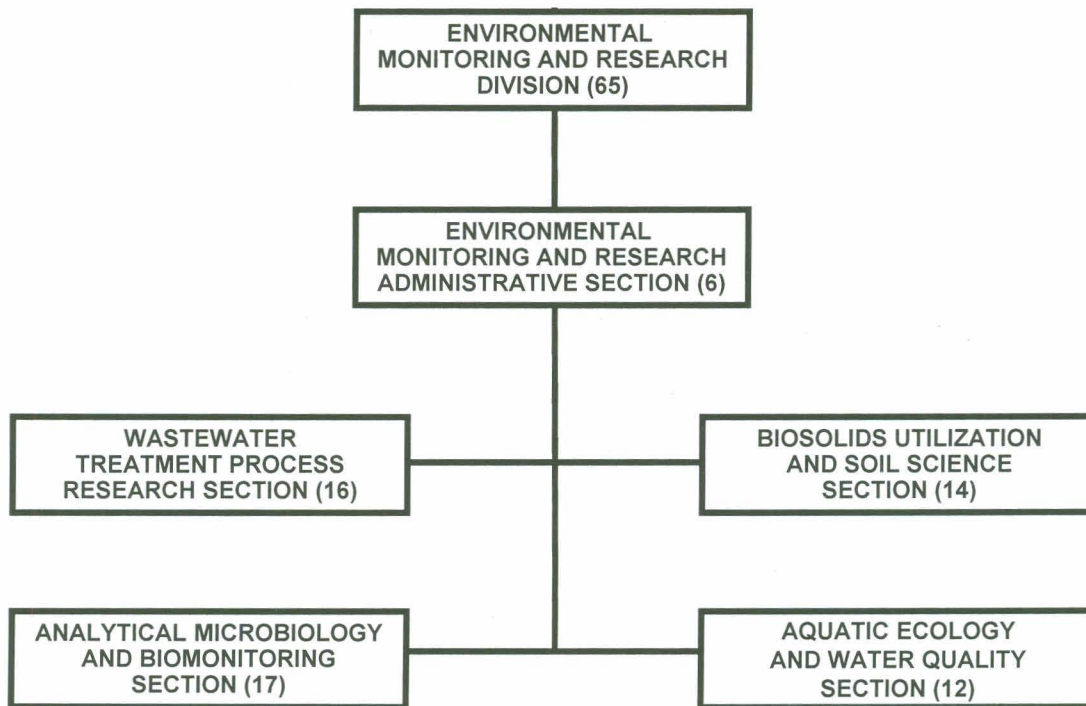 ENVIRONMENTAL
MONITORING AND RESEARCH
DIVISION (65)
ENVIRONMENTAL
MONITORING AND RESEARCH
ADMINISTRATIVE SECTION (6)
WASTEWATER
TREATMENT PROCESS
RESEARCH SECTION (16)
BIOSOLIDS UTILIZATION
AND SOIL SCIENCE
SECTION (14)
ANALYTICAL MICROBIOLOGY
AND BIOMONITORING
SECTION (17)
AQUATIC ECOLOGY
AND WATER QUALITY
SECTION (12)